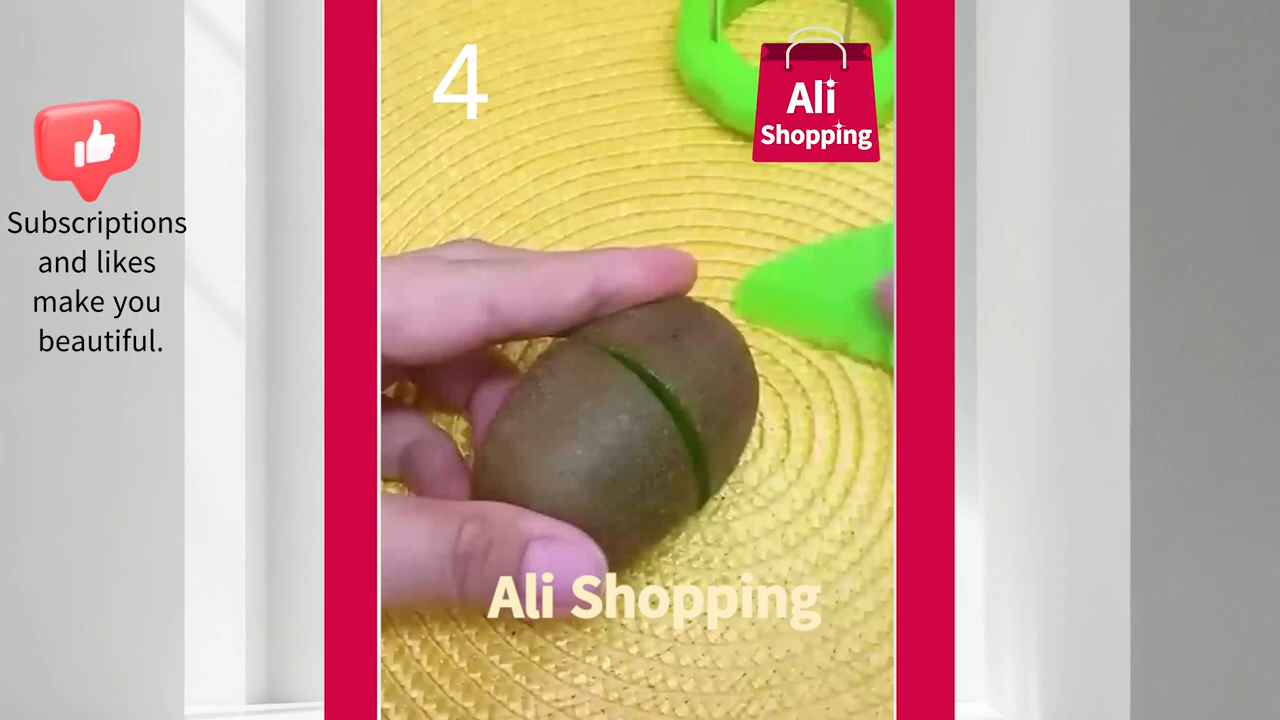 4
Ali
Shopping
Subscriptions
and likes
make you
beautiful.
Ali Shopping